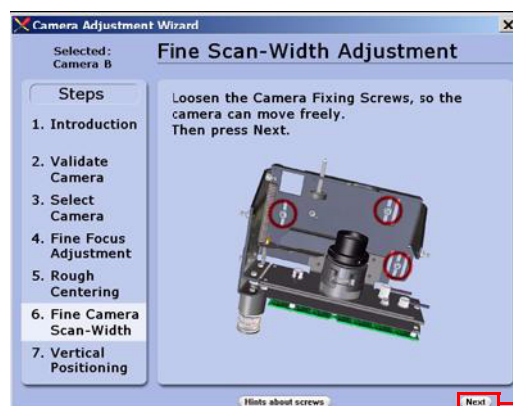 Camera Adjustment Wizard
Selected:
Camera B
Fine Scan-Width Adjustment
Steps
1. Introduction
2. Validate
Camera
3. Select
Camera
4. Fine Focus
Adjustment
5. Rough
Centering
6. Fine Camera
Scan-Width
7. Vertical
Positioning
Loosen the Camera Fixing Screws, so the
camera can move freely.
Then press Next.
Hints about screws
Next